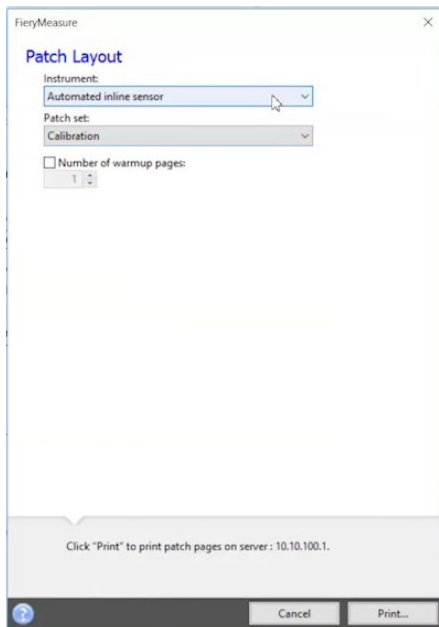 FieryMeasure
Patch Layout
Instrument:
Automated inline sensor
Patch set:
Calibration
Number of warmup pages:
1
Click "Print" to print patch pages on server : 10.10.100.1.
?
Cancel
Print...